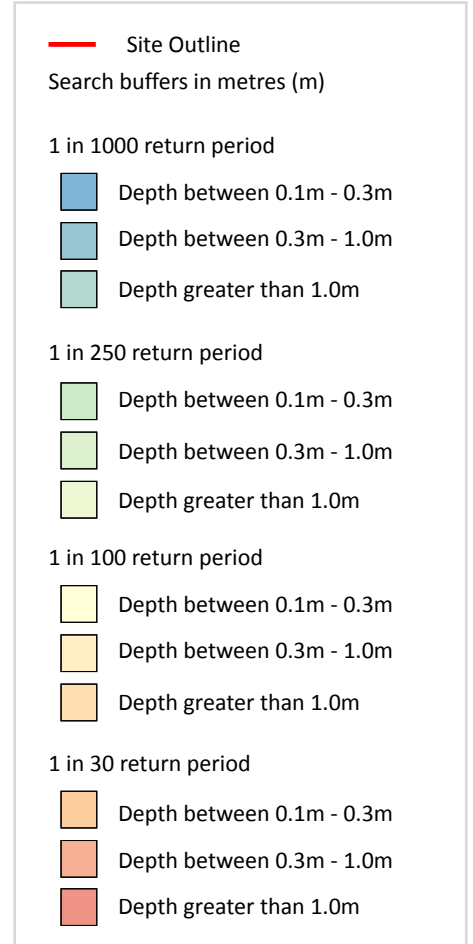 Site Outline
Search buffers in metres (m)
1 in 1000 return period
Depth between 0.1m - 0.3m
Depth between 0.3m - 1.0m
Depth greater than 1.0m
1 in 250 return period
Depth between 0.1m - 0.3m
Depth between 0.3m - 1.0m
Depth greater than 1.0m
1 in 100 return period
Depth between 0.1m - 0.3m
Depth between 0.3m - 1.0m
Depth greater than 1.0m
1 in 30 return period
Depth between 0.1m - 0.3m
Depth between 0.3m - 1.0m
Depth greater than 1.0m